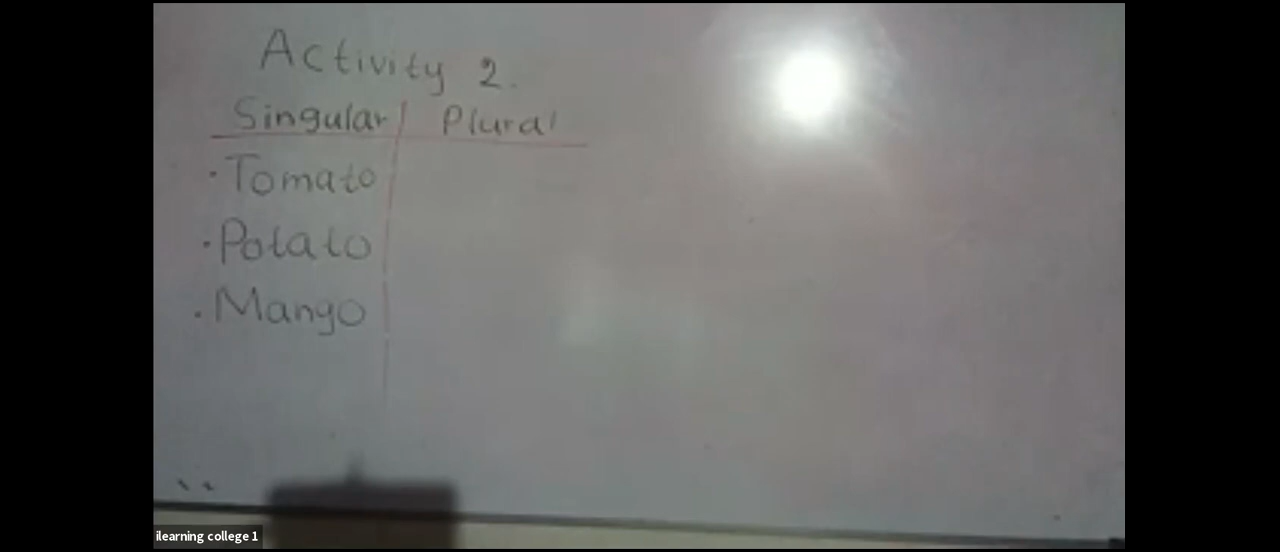 Activity 2.
Singular | Plural
· Tomato
· Potato
· Mango
ilearning college 1